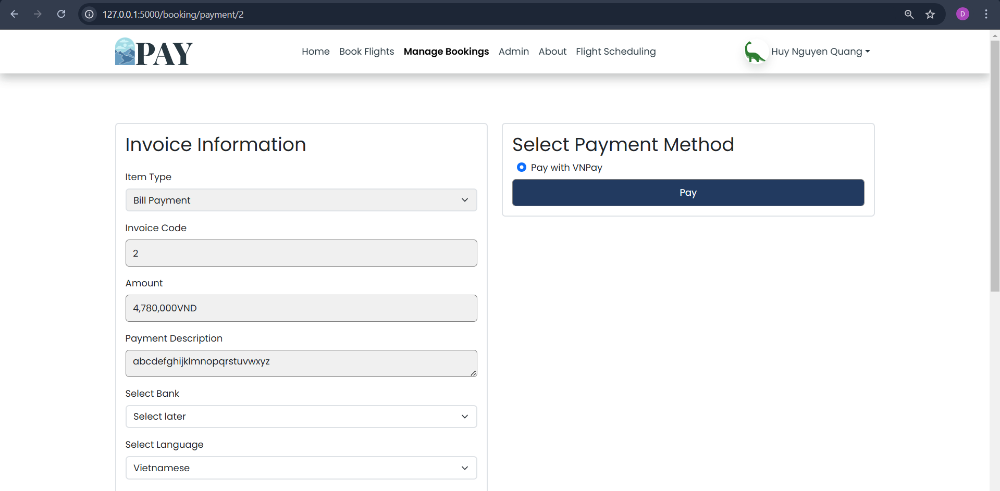 127.0.0.1:5000/booking/payment/2
D
PAY
Home Book Flights Manage Bookings Admin About Flight Scheduling
Huy Nguyen Quang
Invoice Information
Item Type
Bill Payment
Invoice Code
2
Amount
4,780,000VND
Payment Description
abcdefghijklmnopqrstuvwxyz
Select Bank
Select later
Select Language
Vietnamese
Select Payment Method
Pay with VNPay
Pay